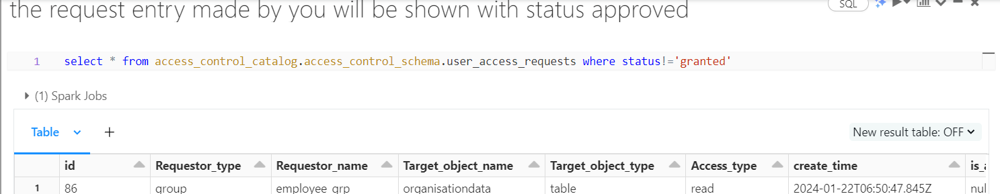 the request entry made by you will be shown with status approved
SQL
1 select * from access_control_catalog.access_control_schema.user_access_requests where status!='granted'
(1) Spark Jobs
Table
New result table: OFF
id Requestor_type Requestor_name Target_object_name Target_object_type Access_type create_time is_a
1 86 group employee_grp organisationdata table read 2024-01-22T06:50:47.845Z nul